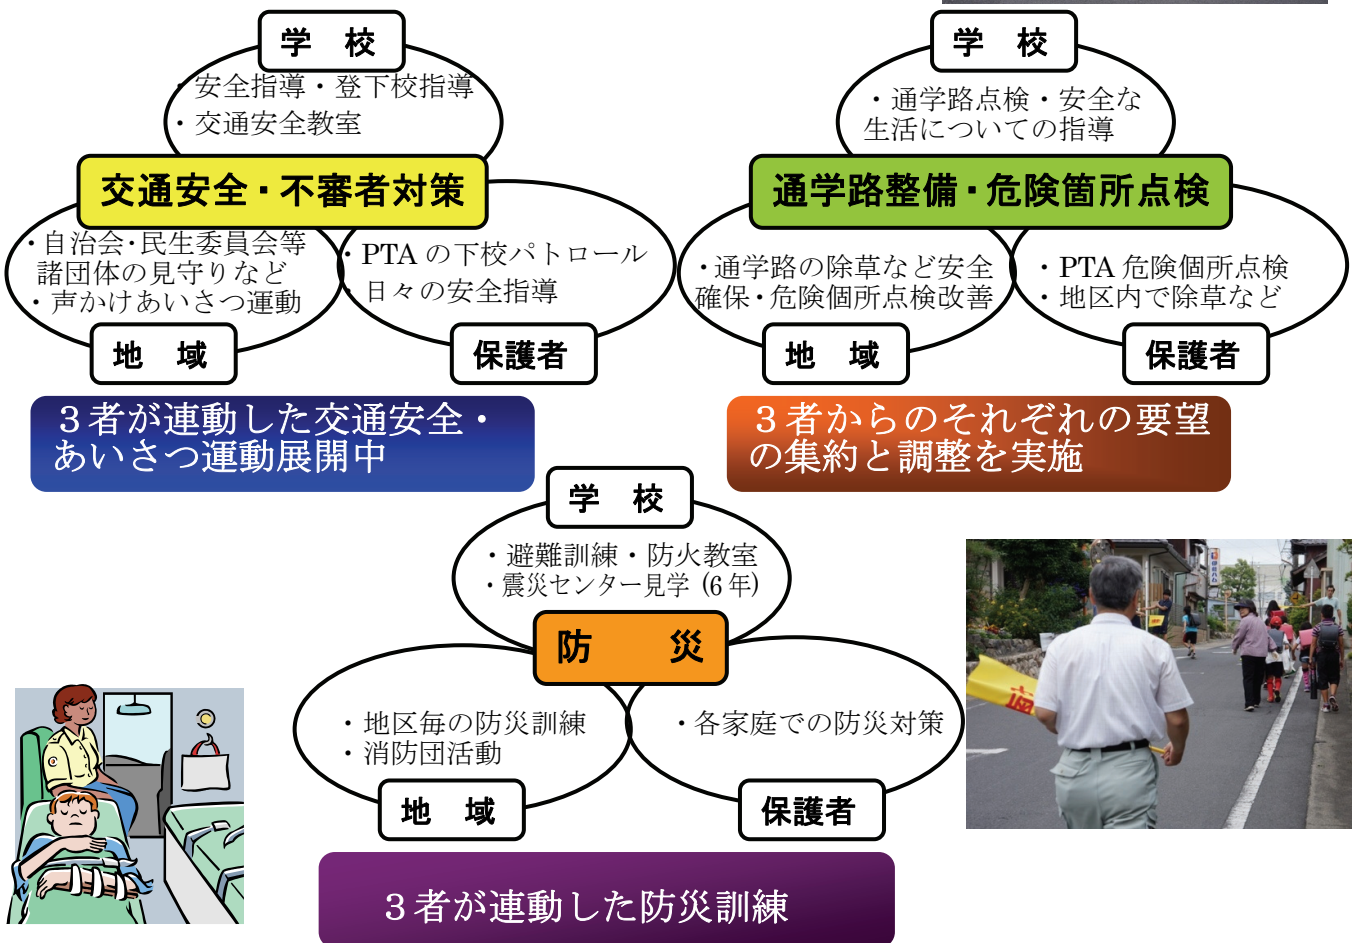 学　校
・安全指導・登下校指導
・交通安全教室
交通安全・不審者対策
・自治会・民生委員会等
諸団体の見守りなど
・声かけあいさつ運動
地　域
・PTA の下校パトロール
・日々の安全指導
保護者
３者が連動した交通安全・
あいさつ運動展開中
学　校
・通学路点検・安全な
生活についての指導
通学路整備・危険箇所点検
・通学路の除草など安全
確保・危険個所点検改善
地　域
・PTA 危険個所点検
・地区内で除草など
保護者
３者からのそれぞれの要望
の集約と調整を実施
学　校
・避難訓練・防火教室
・震災センター見学 (6 年)
防　　災
・地区毎の防災訓練
・消防団活動
地　域
・各家庭での防災対策
保護者
３者が連動した防災訓練